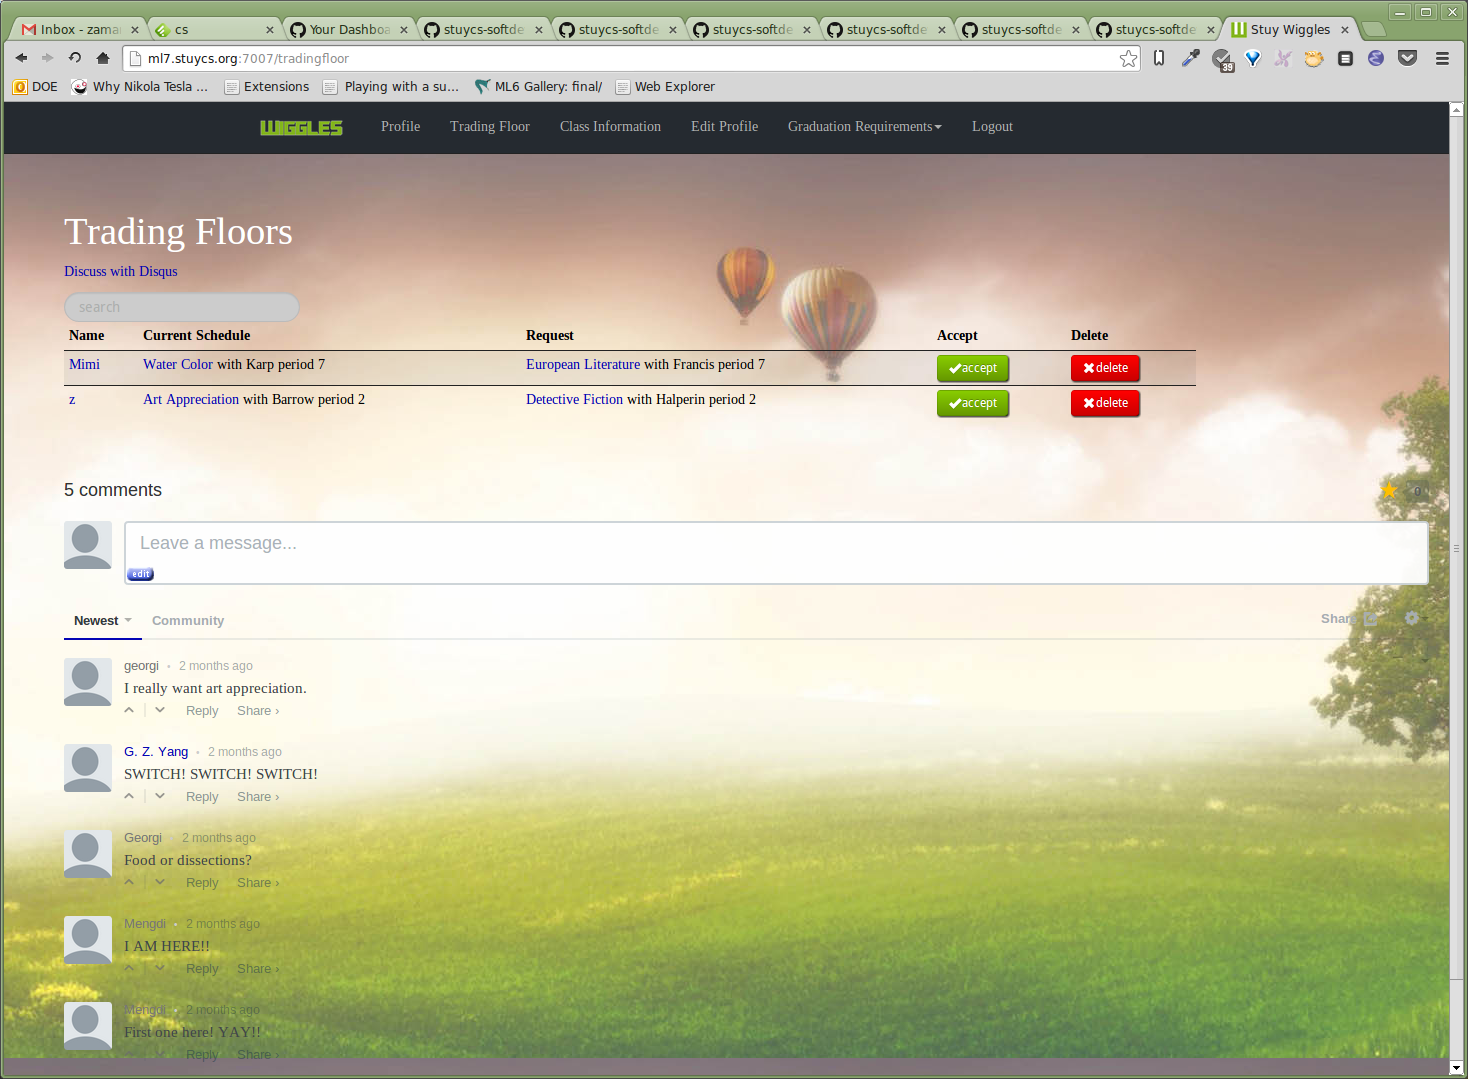 Inbox - zama
cs
Your Dashboa
stuycs-softde
stuycs-softde
stuycs-softde
stuycs-softde
stuycs-softde
stuycs-softde
Stuy Wiggles
ml7.stuycs.org:7007/tradingfloor
39
DOE
Why Nikola Tesla ...
Extensions
Playing with a su...
ML6 Gallery: final/
Web Explorer
WIGGLES
Profile
Trading Floor
Class Information
Edit Profile
Graduation Requirements
Logout
Trading Floors
Discuss with Disqus
search
Name Current Schedule Request Accept Delete
Mimi Water Color with Karp period 7 European Literature with Francis period 7 accept delete
z Art Appreciation with Barrow period 2 Detective Fiction with Halperin period 2 accept delete
5 comments
0
Leave a message...
edit
Newest Community Share
georgi • 2 months ago
I really want art appreciation.
Reply Share ›
G. Z. Yang • 2 months ago
SWITCH! SWITCH! SWITCH!
Reply Share ›
Georgi • 2 months ago
Food or dissections?
Reply Share ›
Mengdi • 2 months ago
I AM HERE!!
Reply Share ›
Mengdi • 2 months ago
First one here! YAY!!
Reply Share ›